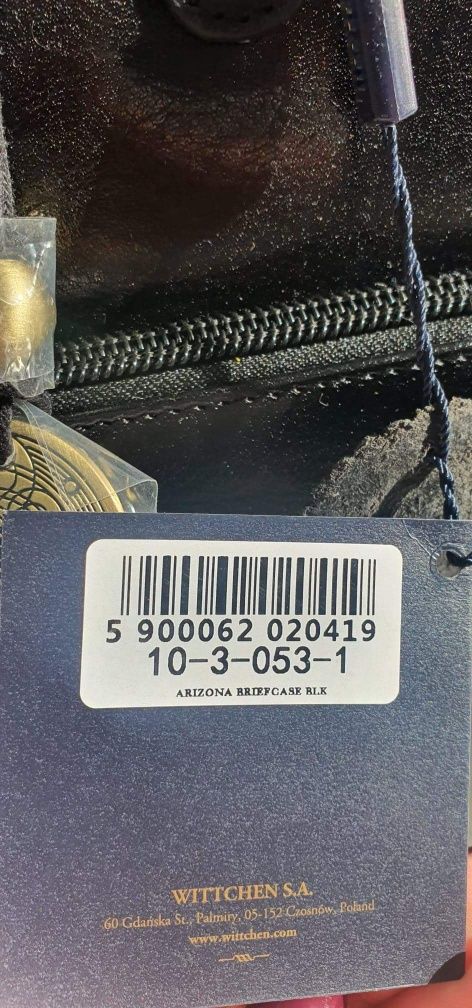 5 900062 020419
10-3-053-1
ARIZONA BRIEFCASE BLK
WITTCHEN S.A.
60 Gdańska St., Palmiry, 05-152 Czosnów, Poland
www.wittchen.com